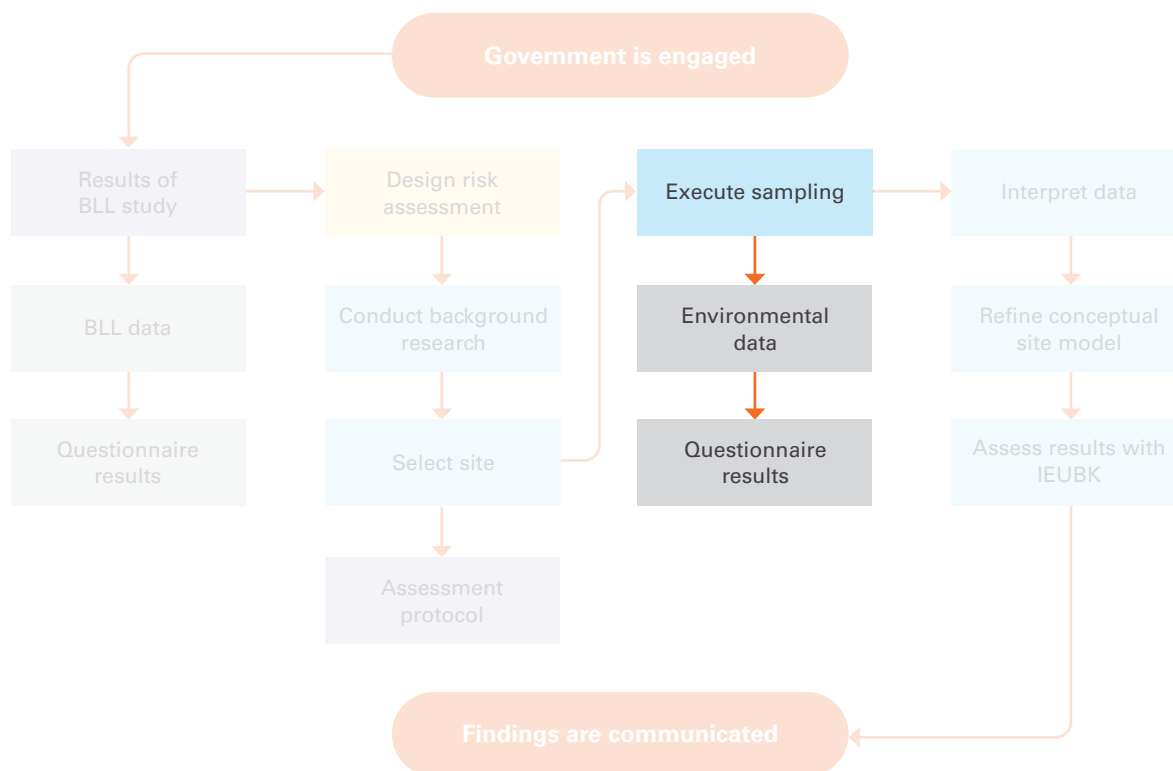 Government is engaged
Results of
BLL study
Design risk
assessment
Execute sampling
Interpret data
BLL data
Conduct background
research
Environmental
data
Refine conceptual
site model
Questionnaire
results
Select site
Questionnaire
results
Assess results with
IEUBK
Assessment
protocol
Findings are communicated